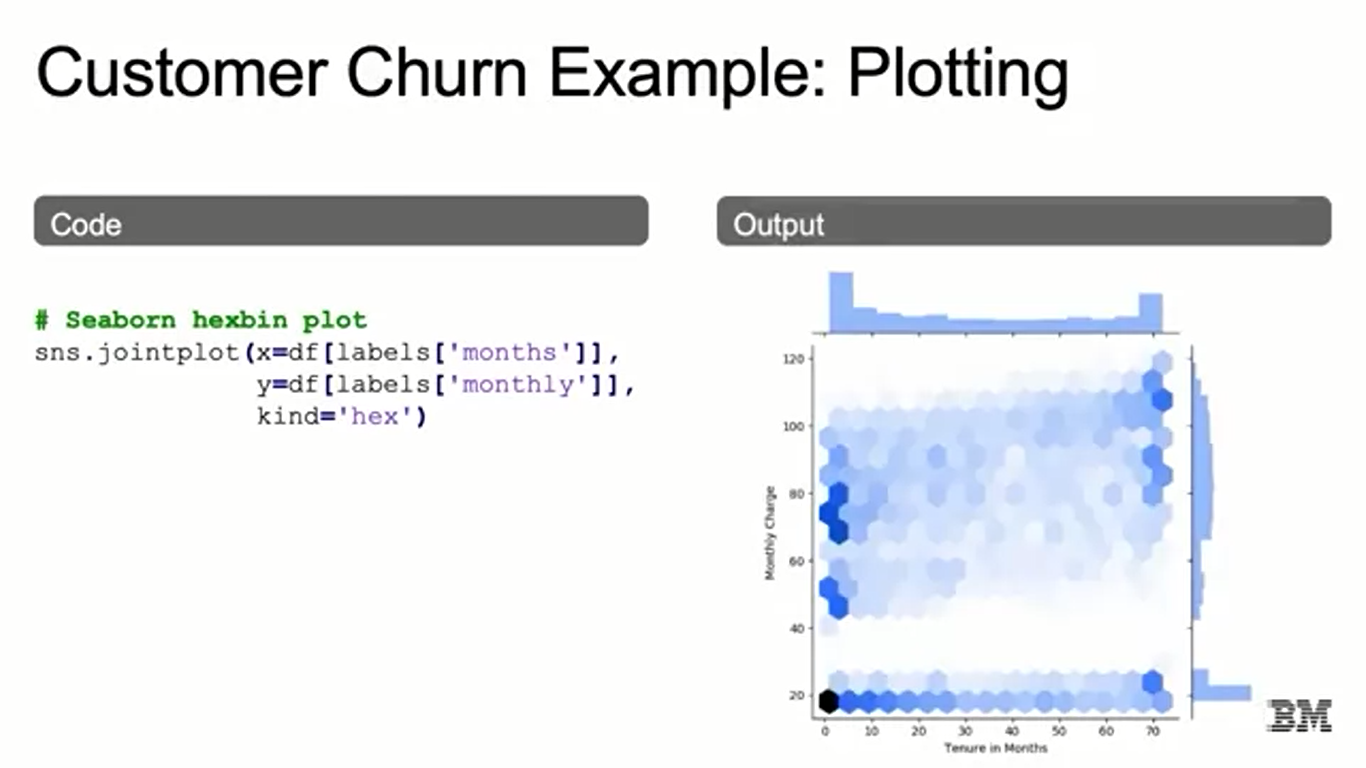 Customer Churn Example: Plotting
Code
# Seaborn hexbin plot
sns.jointplot(x=df[labels['months']],
y=df[labels['monthly']],
kind='hex')
Output
120
100
80
60
40
20
Monthly Charge
0 10 20 30 40 50 60 70
Tenure in Months
IBM